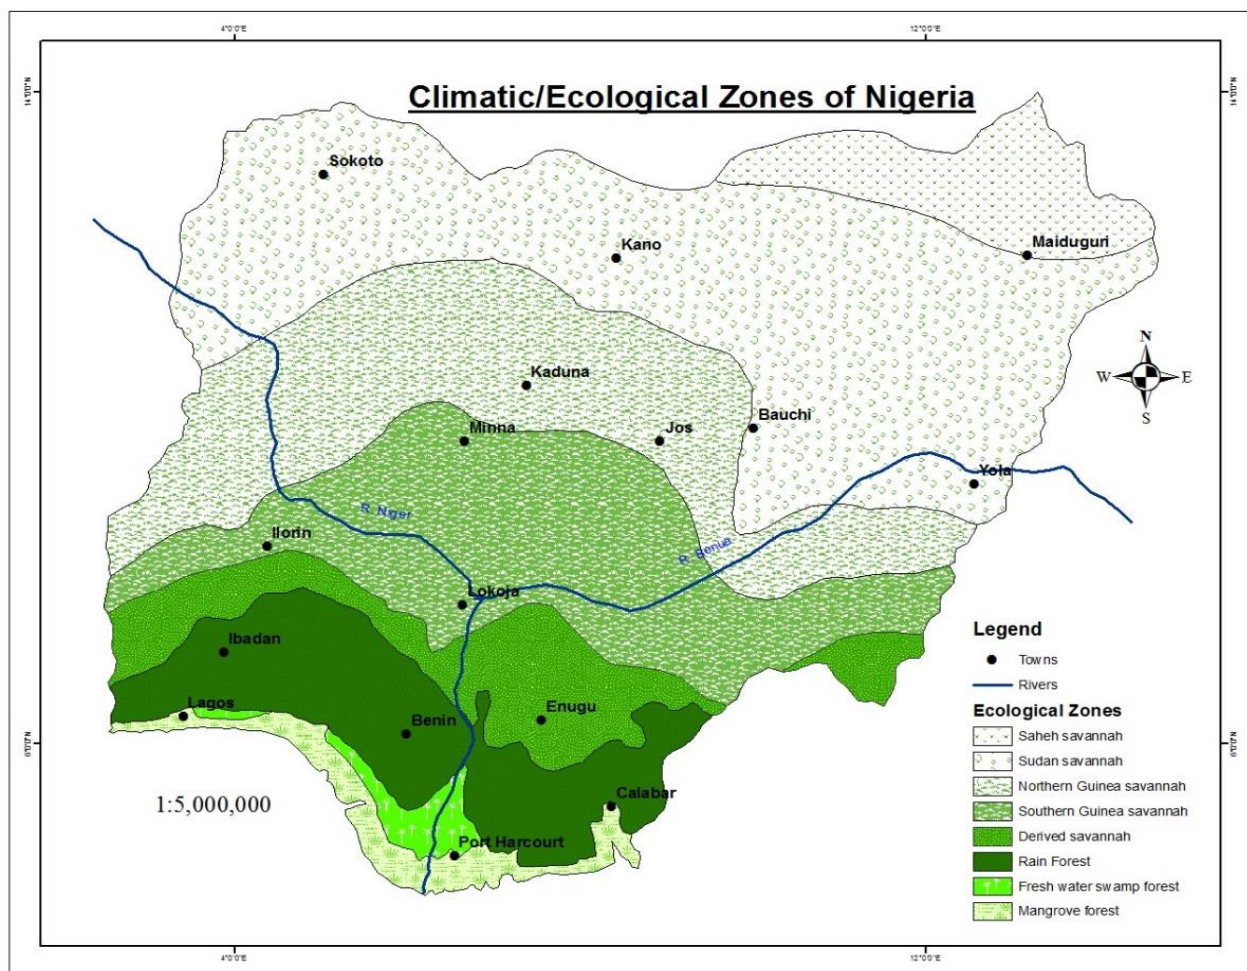 4°0'0"E
12°0'0"E
14°0'0"N
14°0'0"N
Climatic/Ecological Zones of Nigeria
Sokoto
Kano
Maiduguri
N
W
E
S
Kaduna
Bauchi
Minna
Jos
Yola
R. Niger
Ilorin
R. Benue
Lokoja
Ibadan
Lagos
Enugu
Benin
Calabar
1:5,000,000
Port Harcourt
Legend
Towns
Rivers
Ecological Zones
Saheh savannah
Sudan savannah
Northern Guinea savannah
Southern Guinea savannah
Derived savannah
Rain Forest
Fresh water swamp forest
Mangrove forest
4°0'0"E
12°0'0"E